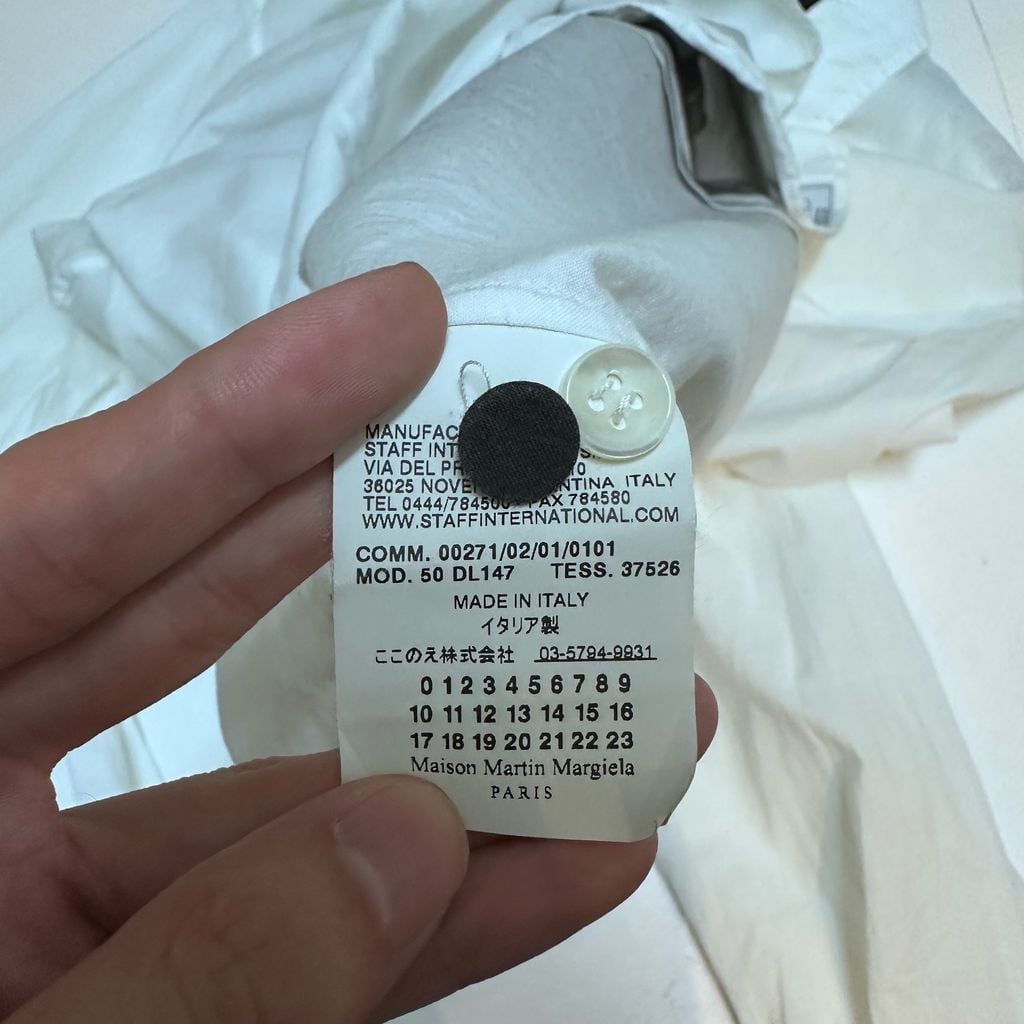 MANUFAC
STAFF INT
VIA DEL PR 10
36025 NOVE NTINA ITALY
TEL 0444/784500 - FAX 784580
WWW.STAFFINTERNATIONAL.COM
COMM. 00271/02/01/0101
MOD. 50 DL147 TESS. 37526
MADE IN ITALY
イタリア製
ここのえ株式会社 03-5794-9931
0 1 2 3 4 5 6 7 8 9
10 11 12 13 14 15 16
17 18 19 20 21 22 23
Maison Martin Margiela
PARIS